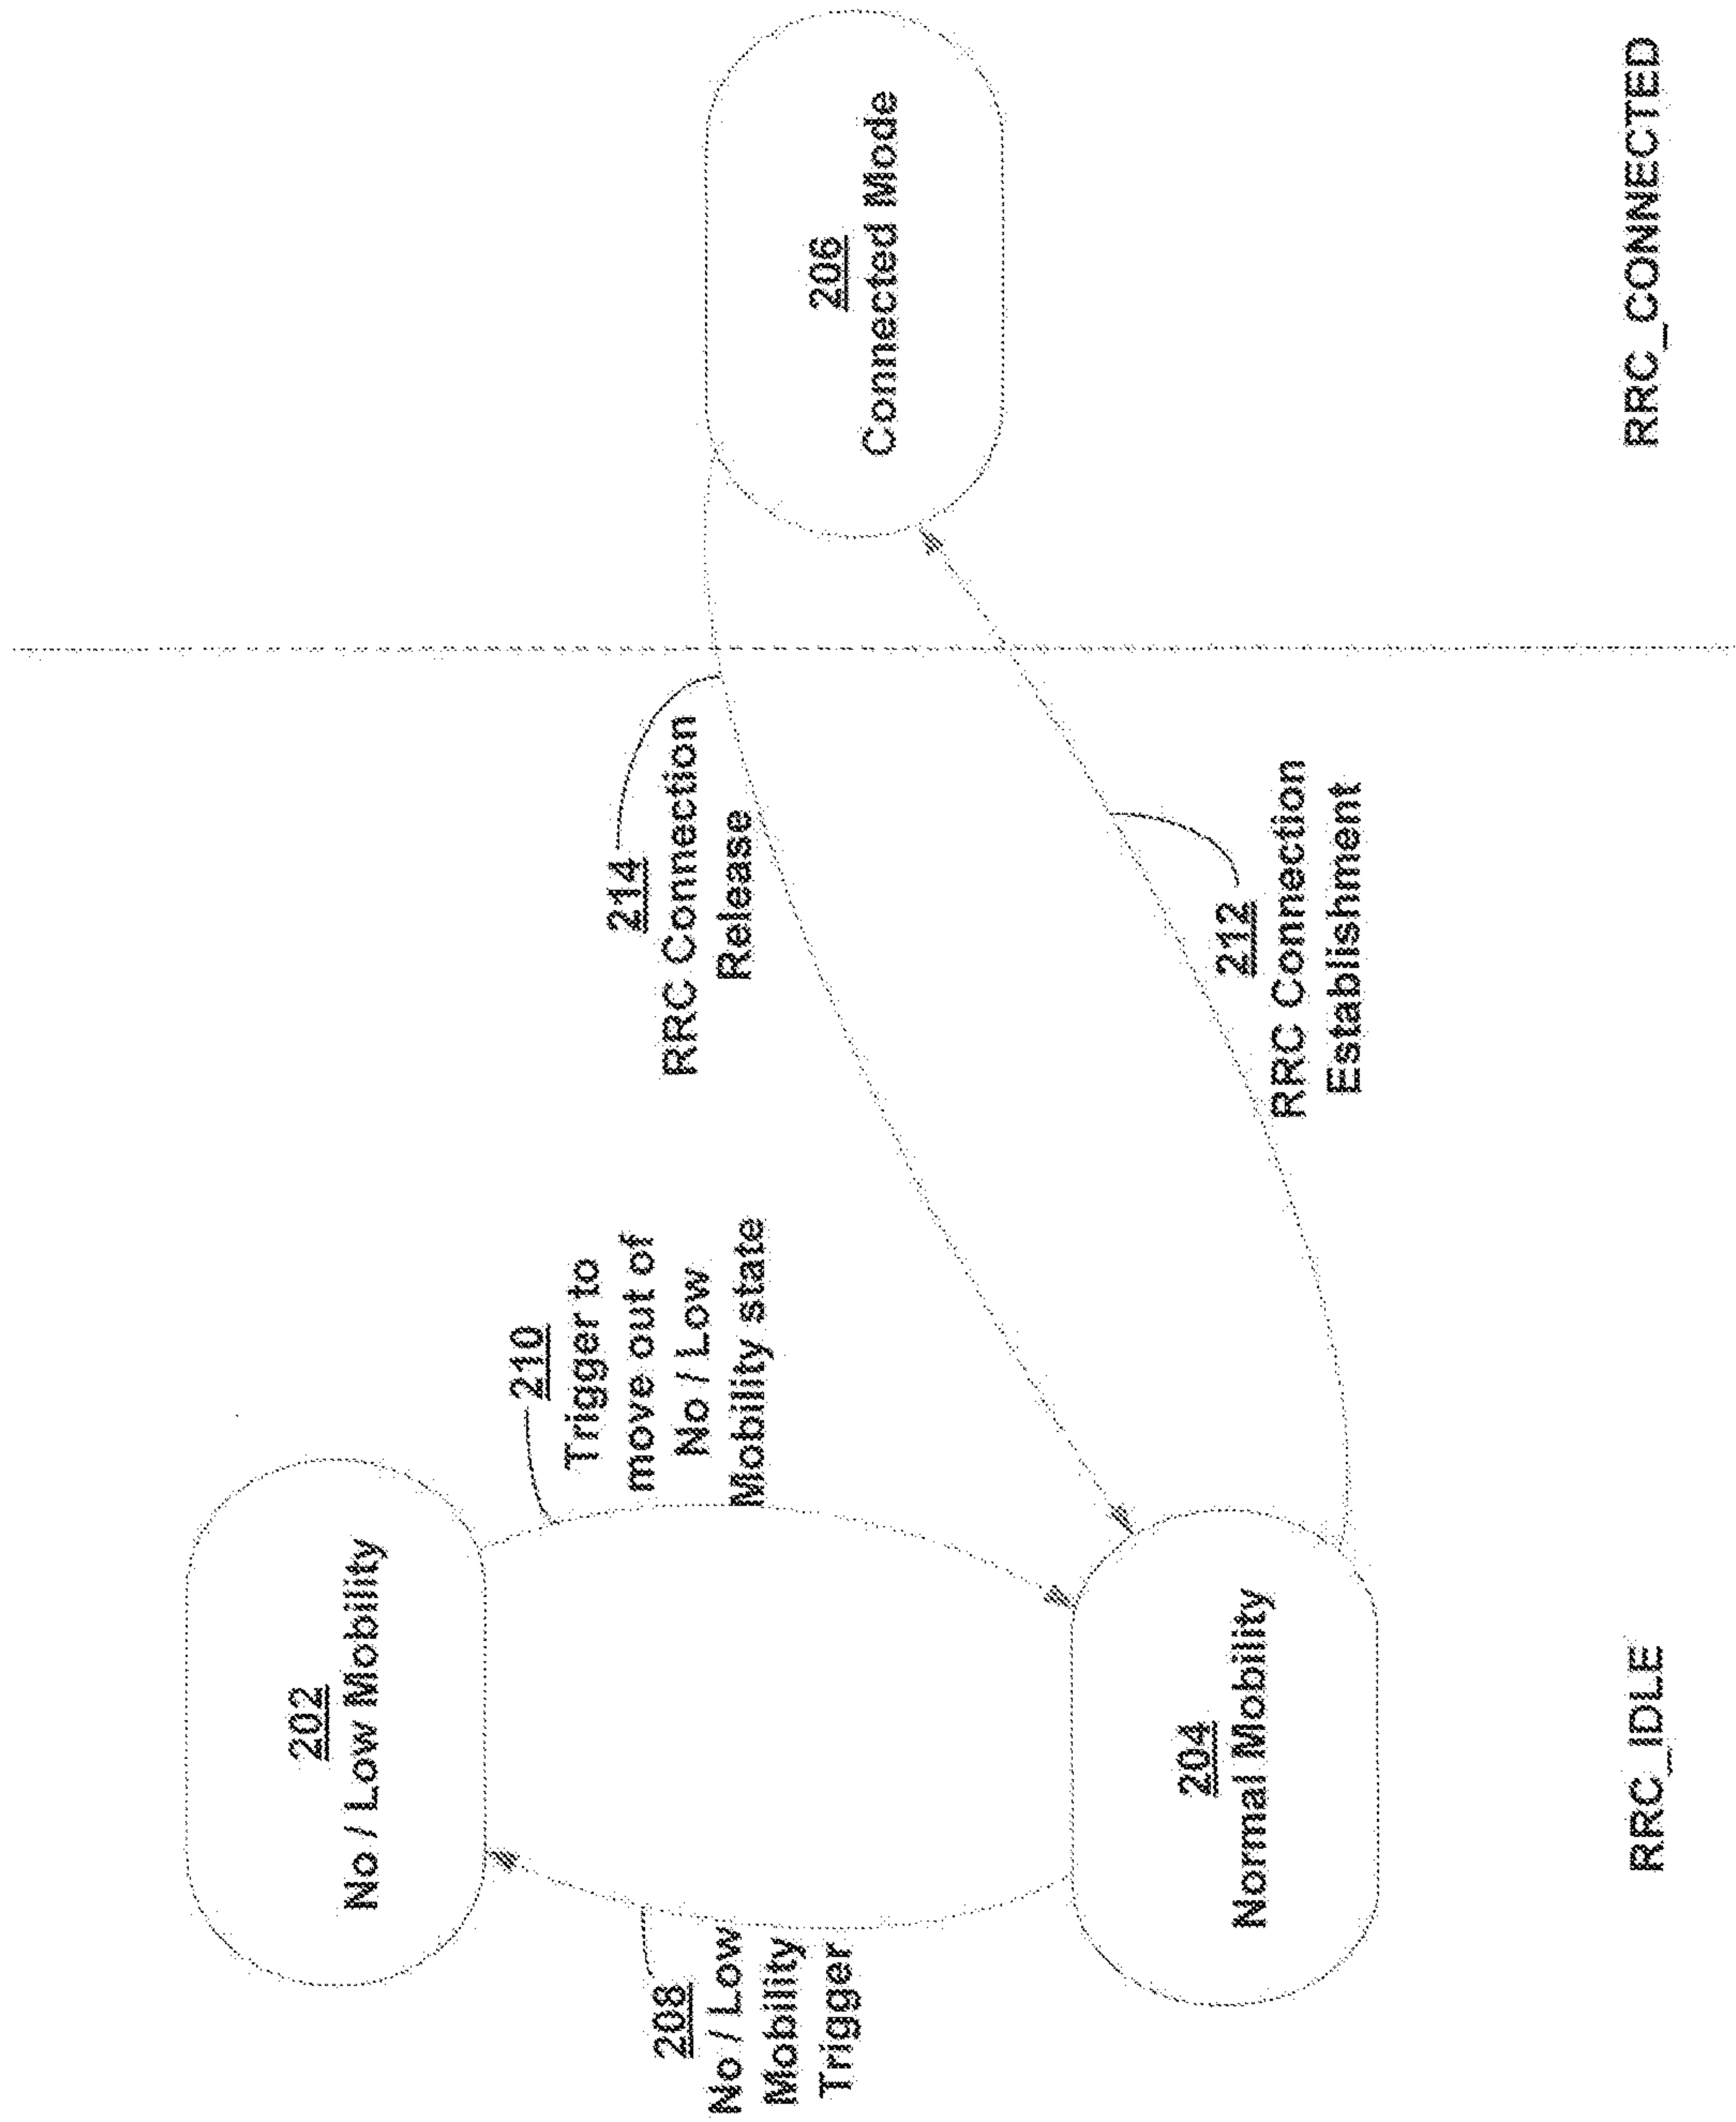 202
No / Low Mobility
208
No / Low
Mobility
Trigger
210
Trigger to
move out of
No / Low
Mobility state
204
Normal Mobility
214
RRC Connection
Release
212
RRC Connection
Establishment
206
Connected Mode
RRC_IDLE
RRC_CONNECTED